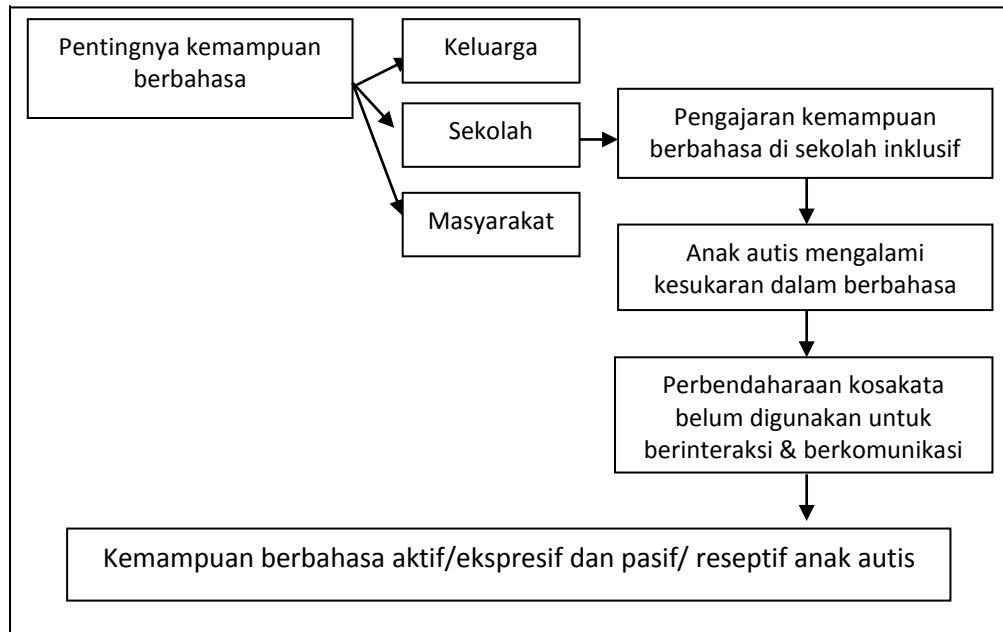 Pentingnya kemampuan
berbahasa
Keluarga
Sekolah
Masyarakat
Pengajaran kemampuan
berbahasa di sekolah inklusif
Anak autis mengalami
kesukaran dalam berbahasa
Perbendaharaan kosakata
belum digunakan untuk
berinteraksi & berkomunikasi
Kemampuan berbahasa aktif/ekspresif dan pasif/ reseptif anak autis